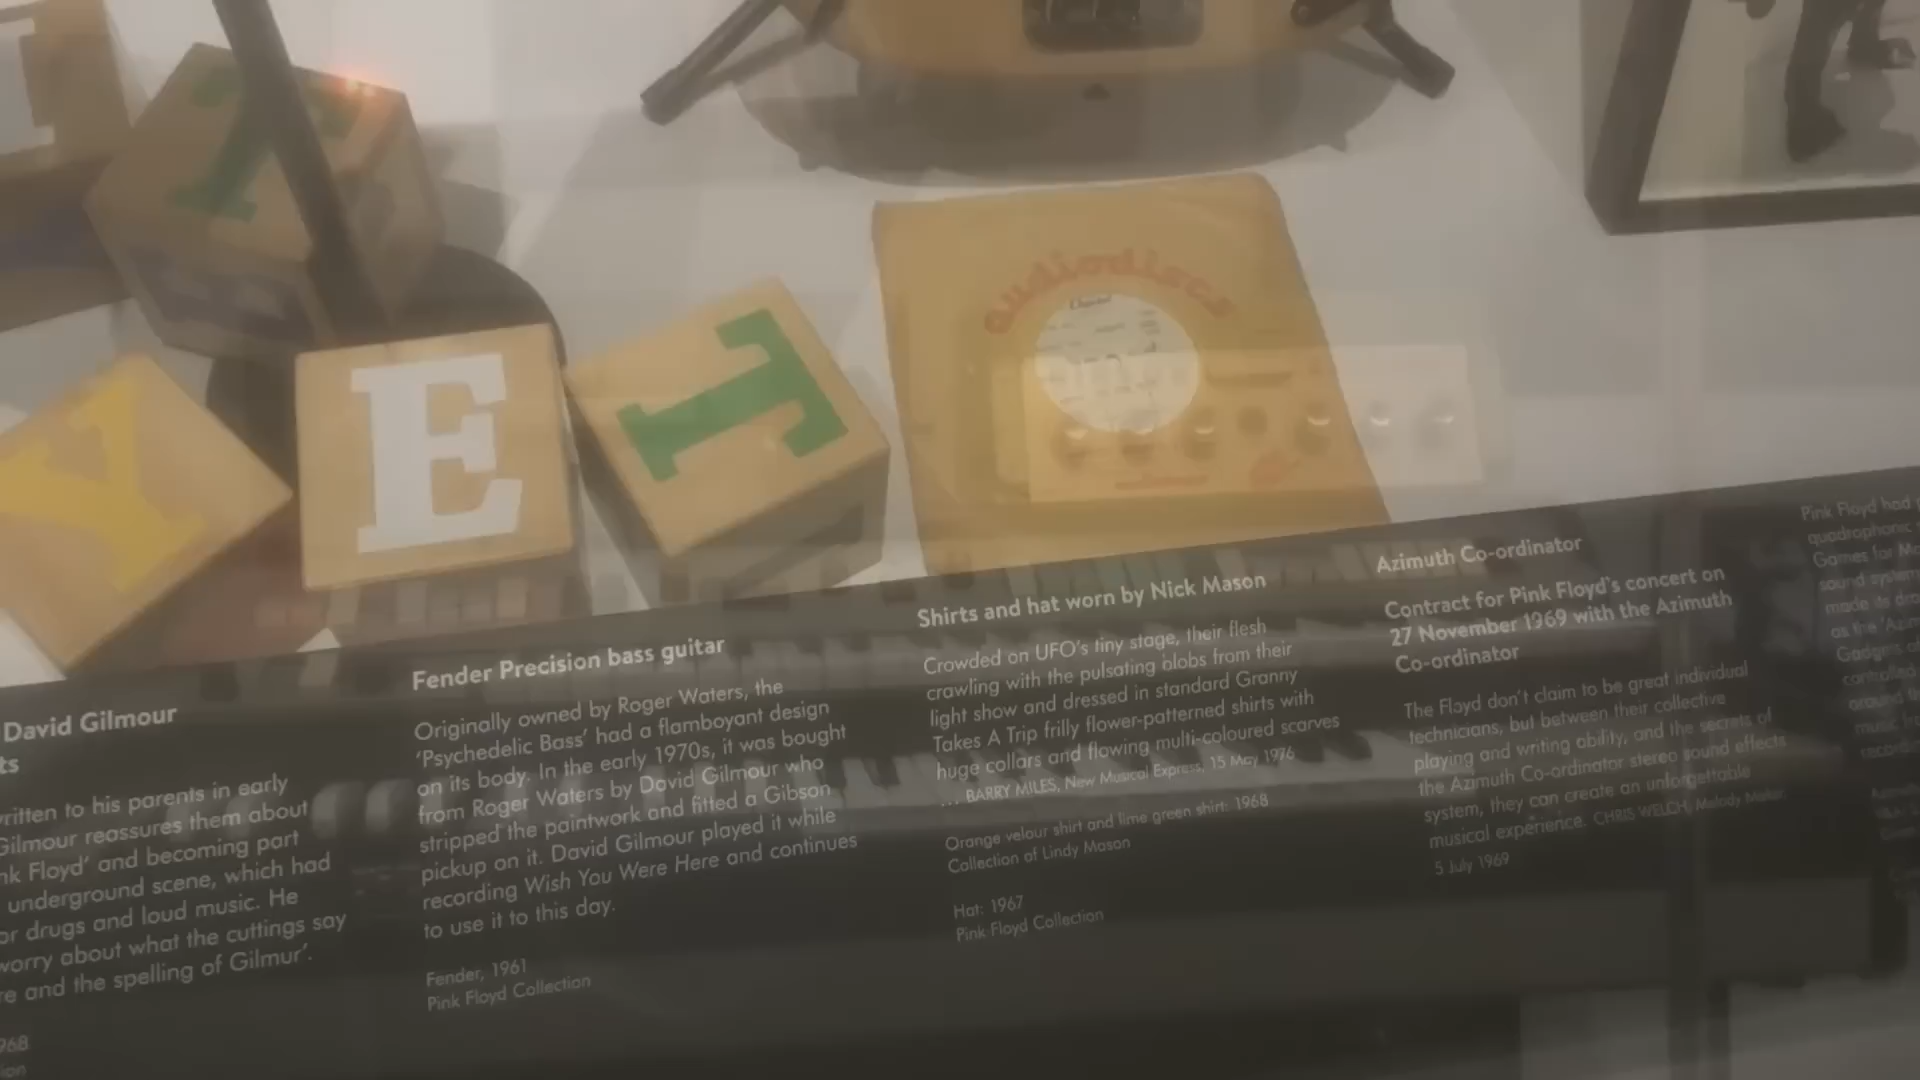 T
Y
E
I
audiodiscs
David Gilmour
ts
written to his parents in early
Gilmour reassures them about
nk Floyd' and becoming part
underground scene, which had
or drugs and loud music. He
worry about what the cuttings say
re and the spelling of Gilmur'.
968
Fender Precision bass guitar
Originally owned by Roger Waters, the
'Psychedelic Bass' had a flamboyant design
on its body. In the early 1970s, it was bought
from Roger Waters by David Gilmour who
stripped the paintwork and fitted a Gibson
pickup on it. David Gilmour played it while
recording Wish You Were Here and continues
to use it to this day.
Fender, 1961
Pink Floyd Collection
Shirts and hat worn by Nick Mason
Crowded on UFO's tiny stage, their flesh
crawling with the pulsating blobs from their
light show and dressed in standard Granny
Takes A Trip frilly flower-patterned shirts with
huge collars and flowing multi-coloured scarves
... BARRY MILES, New Musical Express, 15 May 1976
Orange velour shirt and lime green shirt: 1968
Collection of Lindy Mason
Hat: 1967
Pink Floyd Collection
Azimuth Co-ordinator
Contract for Pink Floyd's concert on
27 November 1969 with the Azimuth
Co-ordinator
The Floyd don't claim to be great individual
technicians, but between their collective
playing and writing ability, and the secrets of
the Azimuth Co-ordinator stereo sound effects
system, they can create an unforgettable
musical experience. CHRIS WELCH, Melody Maker,
5 July 1969
Pink Floyd had
quadrophonic
Games for Ma
sound system
made its
as the 'Azim
Gadgets
controlled
around
music